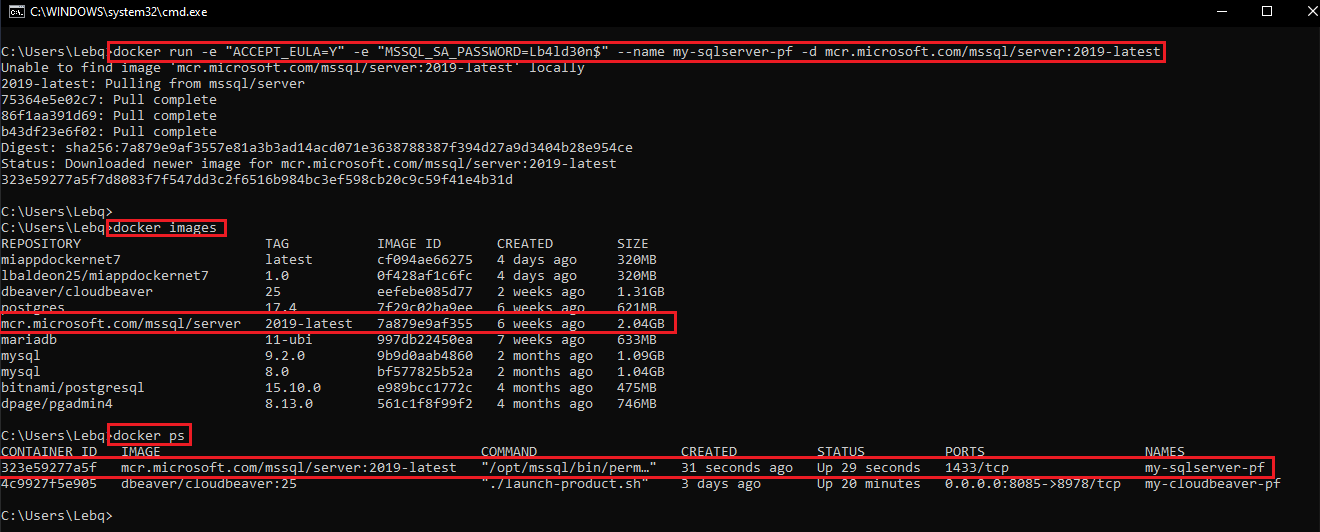 C:\WINDOWS\system32\cmd.exe
C:\Users\Lebq>docker run -e "ACCEPT_EULA=Y" -e "MSSQL_SA_PASSWORD=Lb4ld30n$" --name my-sqlserver-pf -d mcr.microsoft.com/mssql/server:2019-latest
Unable to find image 'mcr.microsoft.com/mssql/server:2019-latest' locally
2019-latest: Pulling from mssql/server
75364e5e02c7: Pull complete
86f1aa391d69: Pull complete
b43df23e6f02: Pull complete
Digest: sha256:7a879e9af3557e81a3b3ad14acd071e3638788387f394d27a9d3404b28e954ce
Status: Downloaded newer image for mcr.microsoft.com/mssql/server:2019-latest
323e59277a5f7d8083f7f547dd3c2f6516b984bc3ef598cb20c9c59f41e4b31d
C:\Users\Lebq>
C:\Users\Lebq>docker images
REPOSITORY TAG IMAGE ID CREATED SIZE
miappdockernet7 latest cf094ae66275 4 days ago 320MB
lbaldeon25/miappdockernet7 1.0 0f428af1c6fc 4 days ago 320MB
dbeaver/cloudbeaver 25 eefebe085d77 2 weeks ago 1.31GB
postgres 17.4 7f29c02ba9ee 6 weeks ago 621MB
mcr.microsoft.com/mssql/server 2019-latest 7a879e9af355 6 weeks ago 2.04GB
mariadb 11-ubi 997db22450ea 7 weeks ago 633MB
mysql 9.2.0 9b9d0aab4860 2 months ago 1.09GB
mysql 8.0 bf577825b52a 2 months ago 1.04GB
bitnami/postgresql 15.10.0 e989bcc1772c 4 months ago 475MB
dpage/pgadmin4 8.13.0 561c1f8f99f2 4 months ago 746MB
C:\Users\Lebq>docker ps
CONTAINER ID IMAGE COMMAND CREATED STATUS PORTS NAMES
323e59277a5f mcr.microsoft.com/mssql/server:2019-latest "/opt/mssql/bin/perm…" 31 seconds ago Up 29 seconds 1433/tcp my-sqlserver-pf
4c9927f5e905 dbeaver/cloudbeaver:25 "./launch-product.sh" 3 days ago Up 20 minutes 0.0.0.0:8085->8978/tcp my-cloudbeaver-pf
C:\Users\Lebq>